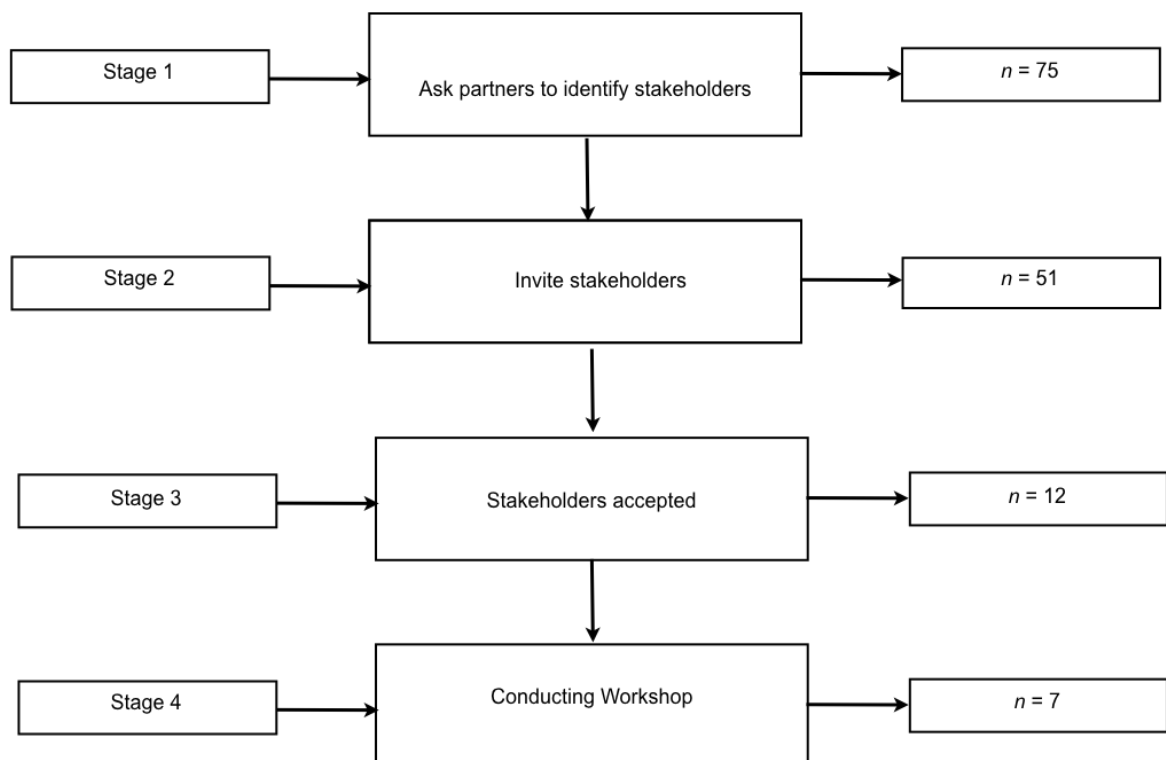 Stage 1
Ask partners to identify stakeholders
n = 75
Stage 2
Invite stakeholders
n = 51
Stage 3
Stakeholders accepted
n = 12
Stage 4
Conducting Workshop
n = 7